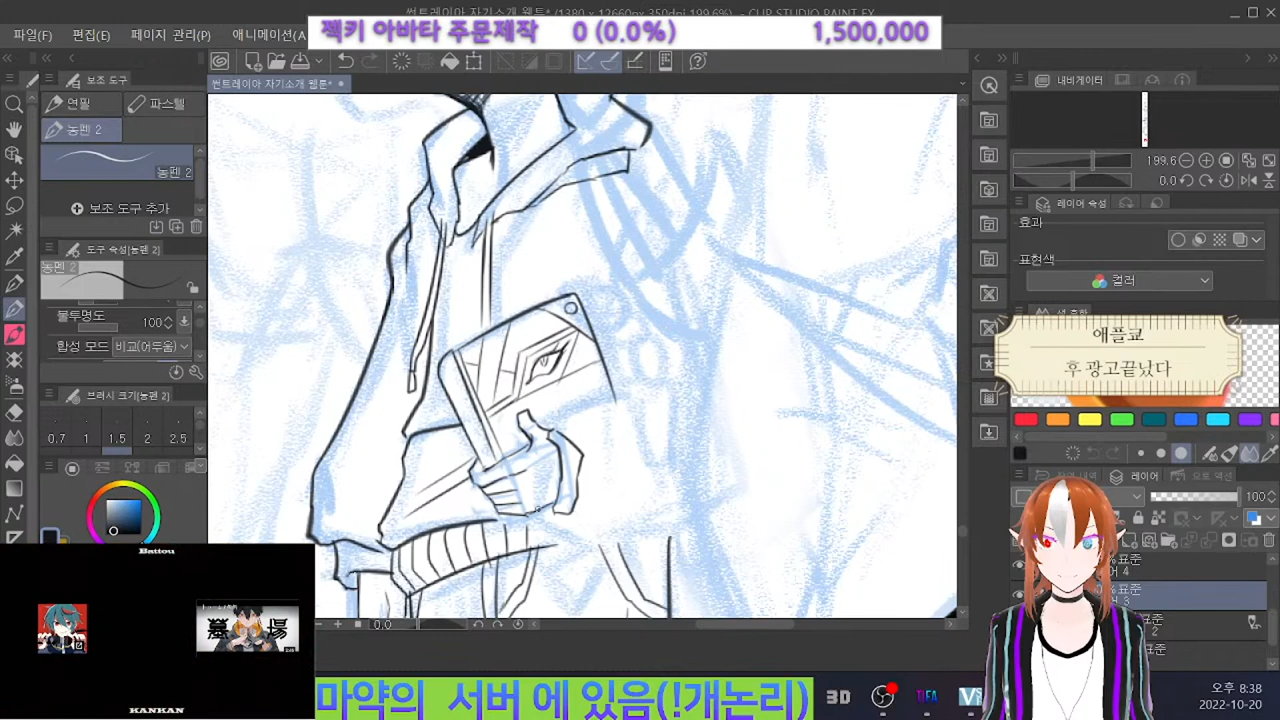 썬트레이아 자기소개 웹툰* (1380 x 12660px 350dpi 199.6%) - CLIP STUDIO PAINT EX
파일(F) 편집(E) 레이어 관리(P) 애니메이션(A
젝키 아바타 주문제작 0 (0.0%) 1,500,000
보조 도구
썬트레이아 자기소개 웹툰*
내비게이터
연필 파스텔
농펜 2
농펜 2
199.6
0.0
보조 도구 추가
레이어 속성
효과
도구 속성(농펜 2)
농펜 2
표현색
컬러
불투명도 100
합성 모드 비교(어두움)
애플쿄
후 광고끝났다
브러시 크기(농펜 2)
0.7 1 1.5 2 2.5
레이어
100
표준
표준
Battou
墓場
KANKAN
0.0
마약의 서버 에 있음(!개논리)
3D
오후 8:38
2022-10-20